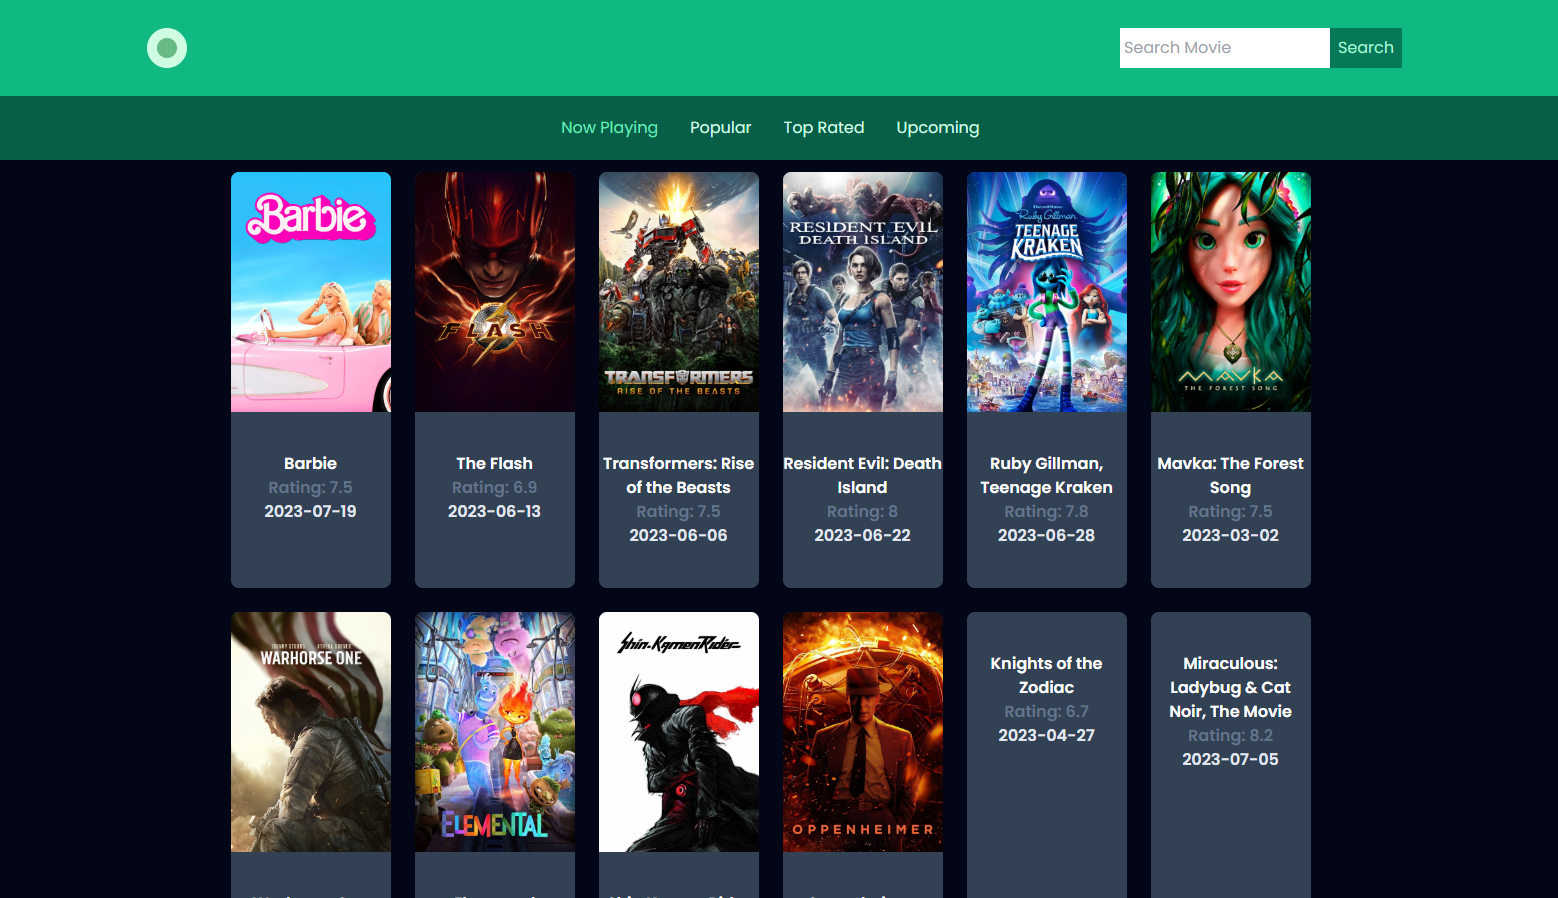 Search Movie
Search
Now Playing
Popular
Top Rated
Upcoming
Barbie
FLASH
TRANSFORMERS
RISE OF THE BEASTS
RESIDENT EVIL
DEATH ISLAND
Ruby Gillman
TEENAGE
KRAKEN
MAVKA
THE FOREST SONG
Barbie
Rating: 7.5
2023-07-19
The Flash
Rating: 6.9
2023-06-13
Transformers: Rise
of the Beasts
Rating: 7.5
2023-06-06
Resident Evil: Death
Island
Rating: 8
2023-06-22
Ruby Gillman,
Teenage Kraken
Rating: 7.8
2023-06-28
Mavka: The Forest
Song
Rating: 7.5
2023-03-02
JOHNNY STRONG ATHENA DURNER
WARHORSE ONE
ELEMENTAL
Shin.KamenRider
OPPENHEIMER
Knights of the
Zodiac
Rating: 6.7
2023-04-27
Miraculous:
Ladybug & Cat
Noir, The Movie
Rating: 8.2
2023-07-05